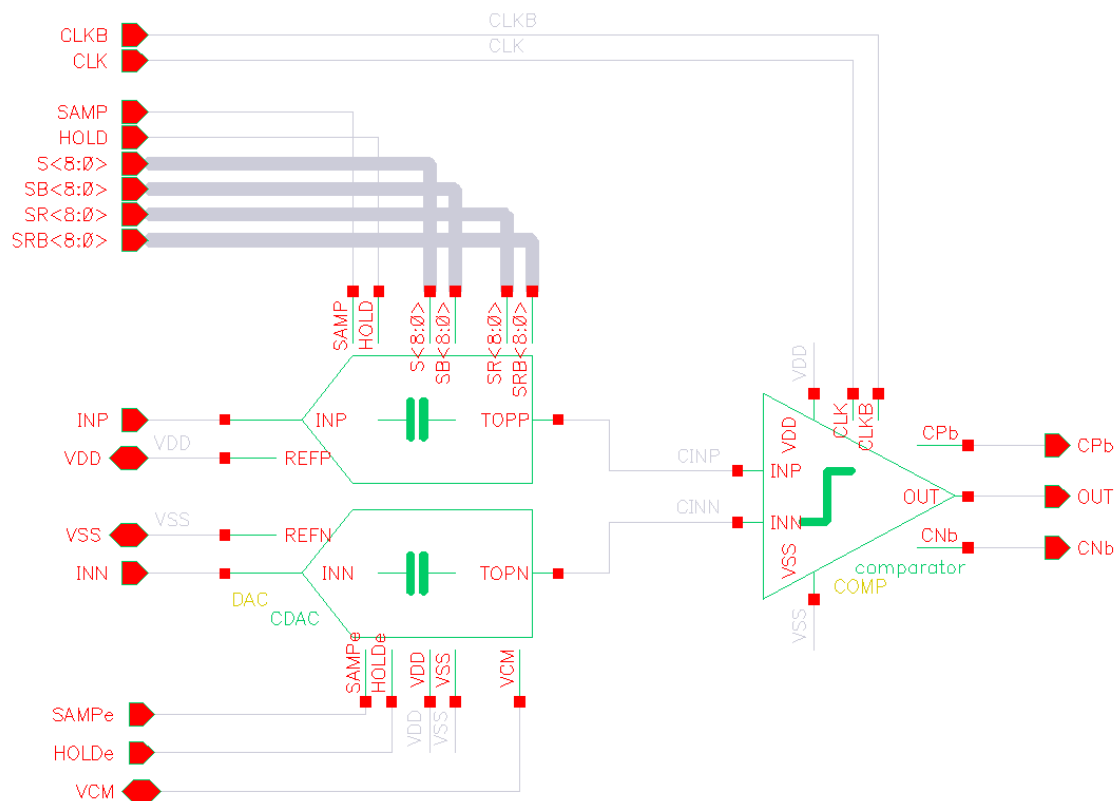 CLKB
CLKB
CLK
CLK
SAMP
HOLD
S<8:0>
SB<8:0>
SR<8:0>
SRB<8:0>
SAMP
HOLD
S<8:0>
SB<8:0>
SR<8:0>
SRB<8:0>
VDD
CLK
CLKB
VDD
INP
INP
TOPP
CPb
CPb
VDD
VDD
REFP
CINP
INP
OUT
OUT
VSS
VSS
REFN
CINN
INN
CNb
CNb
VSS
comparator
COMP
INN
INN
TOPN
DAC
CDAC
VSS
SAMPe
HOLDe
VDD
VSS
VCM
SAMPe
VDD
VSS
HOLDe
VCM